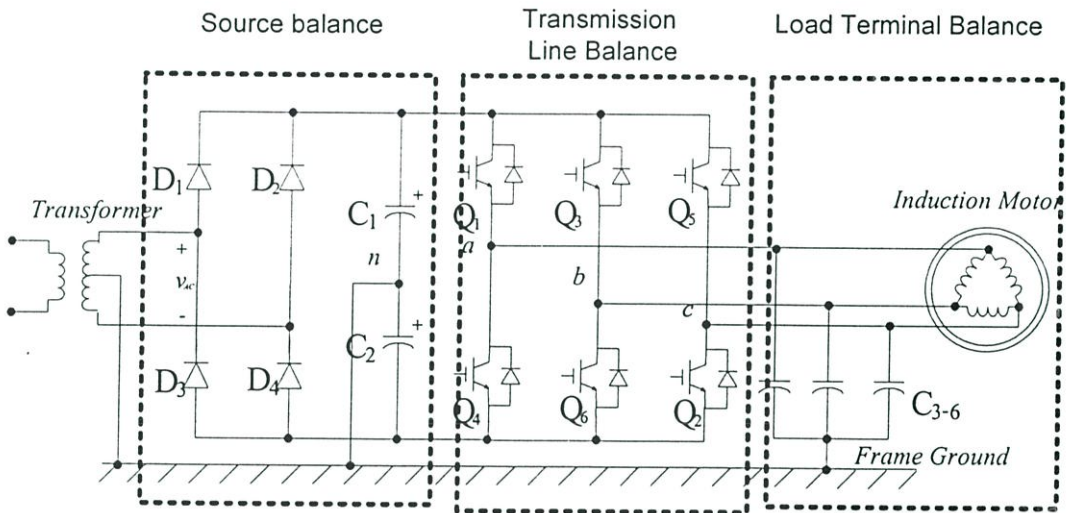 Source balance
Transmission
Line Balance
Load Terminal Balance
D1
D2
Transformer
+
vAC
-
C1
+
n
C2
+
D3
D4
Q1
Q3
Q5
a
b
c
Q4
Q6
Q2
Induction Motor
C3-6
Frame Ground